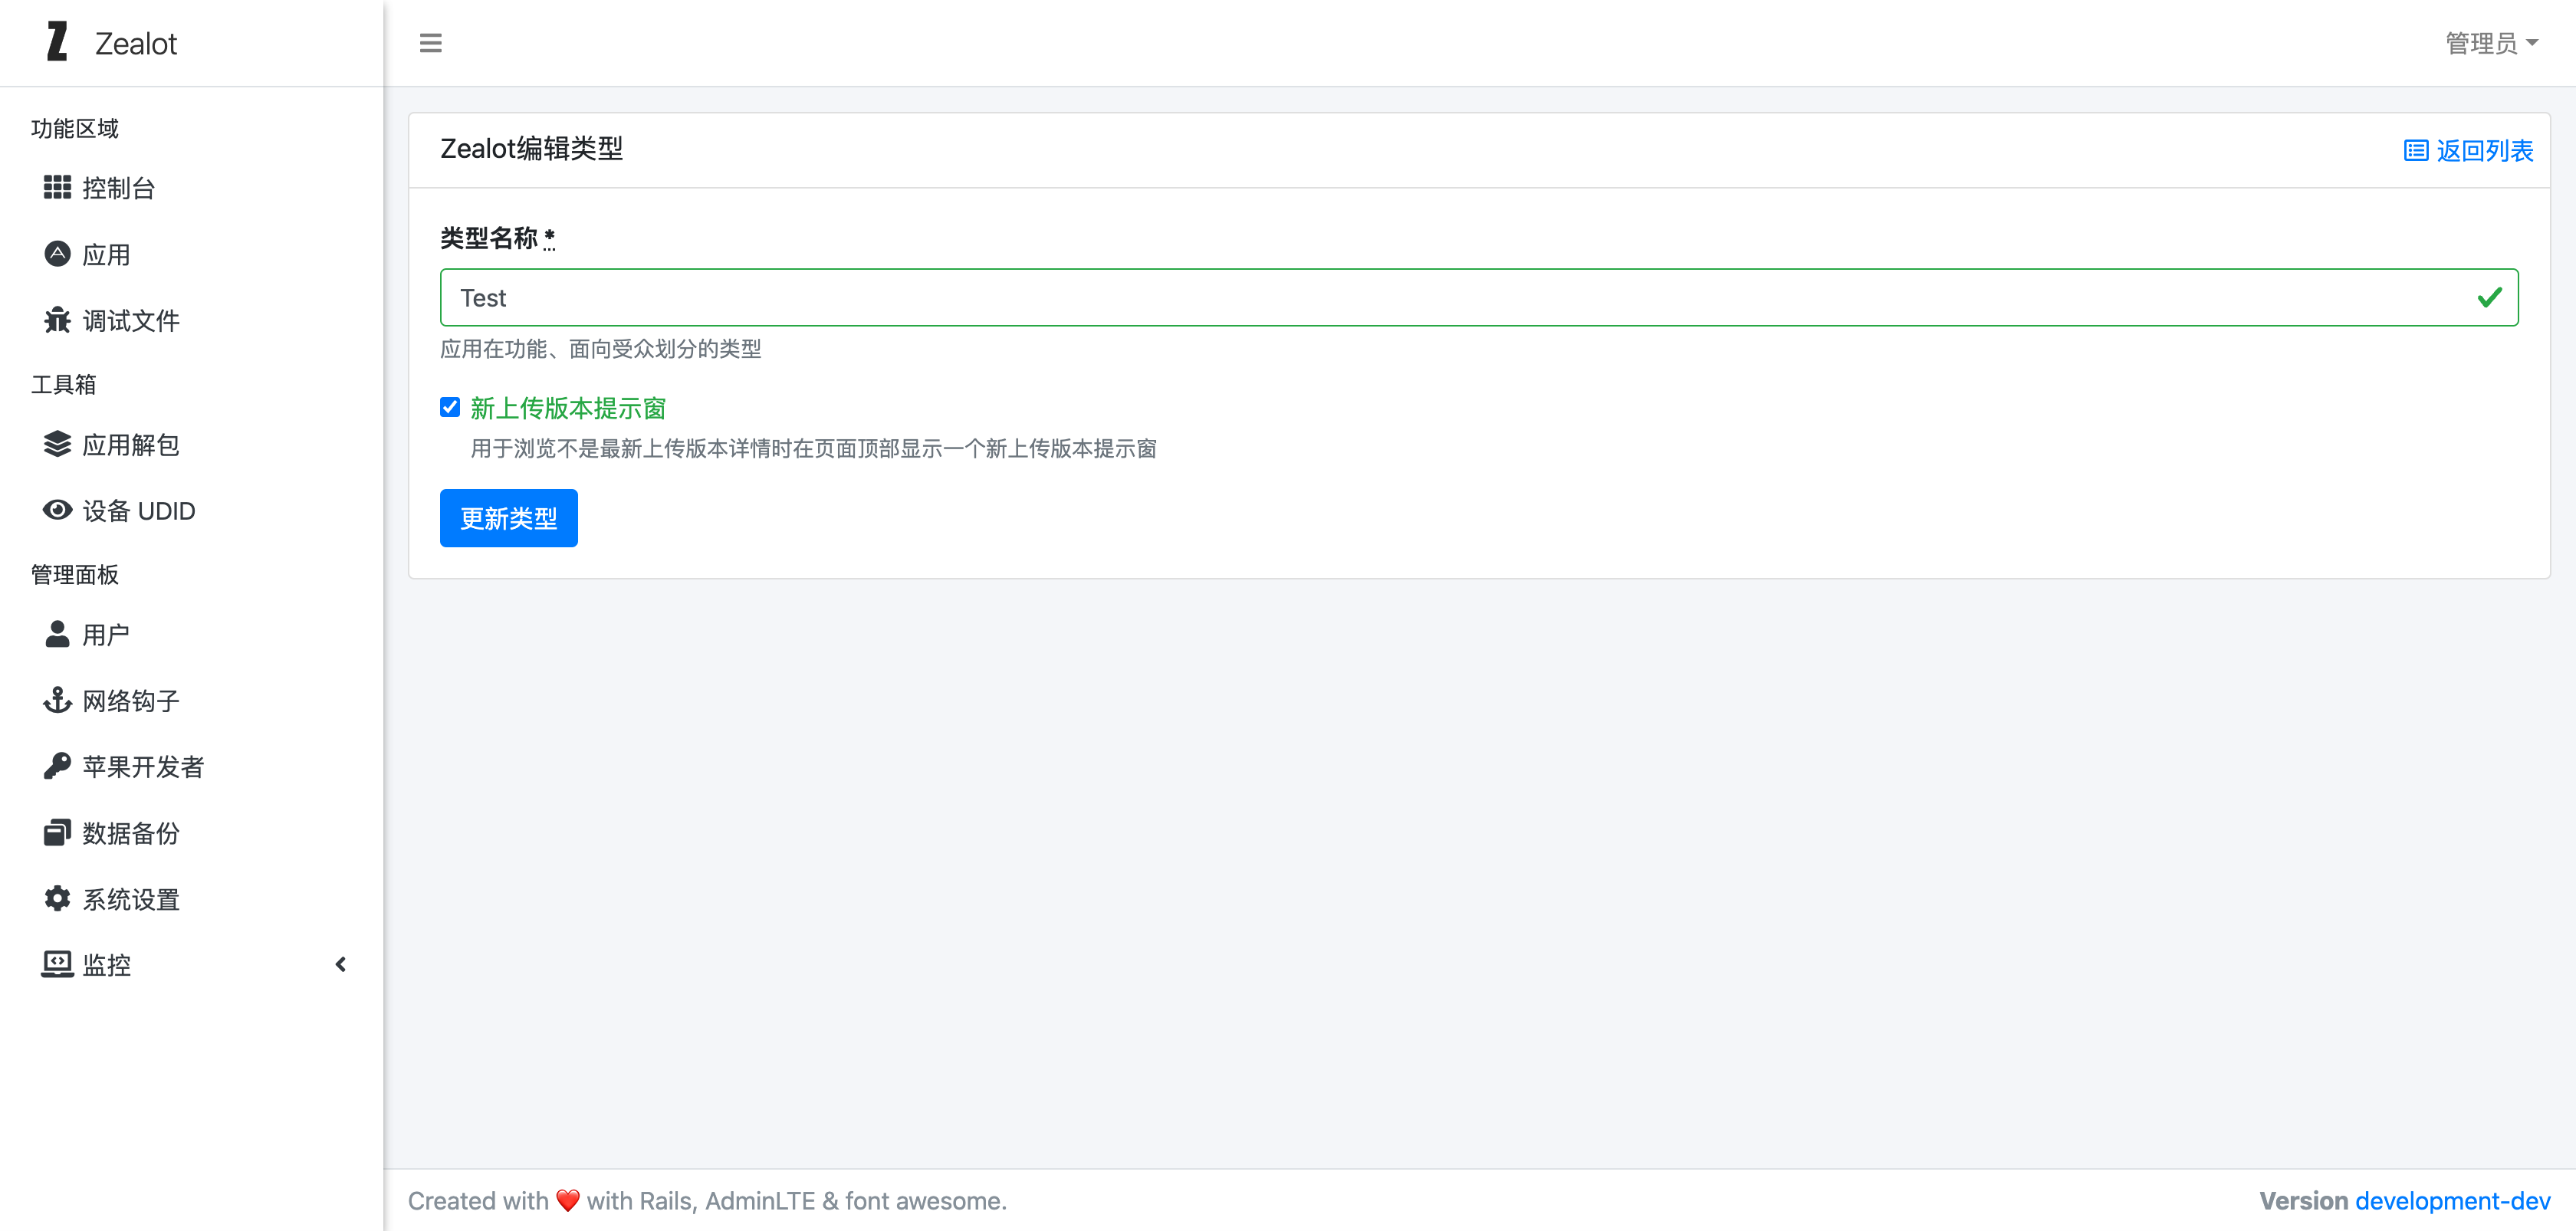 Zealot
管理员
功能区域
控制台
应用
调试文件
工具箱
应用解包
设备 UDID
管理面板
用户
网络钩子
苹果开发者
数据备份
系统设置
监控
Zealot编辑类型
返回列表
类型名称 *
Test
应用在功能、面向受众划分的类型
新上传版本提示窗
用于浏览不是最新上传版本详情时在页面顶部显示一个新上传版本提示窗
更新类型
Created with ❤️ with Rails, AdminLTE & font awesome.
Version development-dev